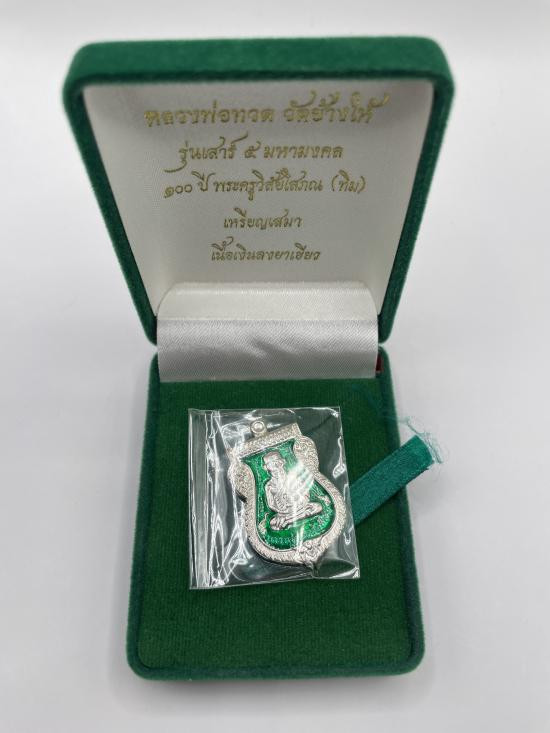 หลวงพ่อทวด วัดช้างให้
รุ่นเสาร์ ๕ มหามงคล
๑๐๐ ปี พระครูวิสัยโสภณ (ทิม)
เหรียญเสมา
เนื้อเงินลงยาเขียว